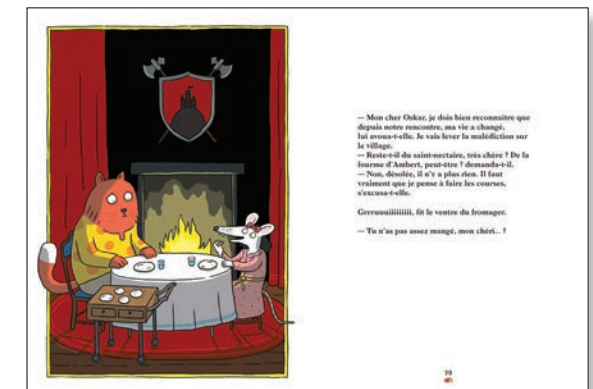 — Mon cher Oskar, je dois bien reconnaitre que
depuis notre rencontre, ma vie a changé,
lui avoua-t-elle. Je vais lever la malédiction sur
le village.
— Reste-t-il du saint-nectaire, très chère ? De la
fourme d'Ambert, peut-être ? demanda-t-il.
— Non, désolée, il n'y a plus rien. Il faut
vraiment que je pense à faire les courses,
s'excusa-t-elle.
Grrruuuiiiiiiiii, fit le ventre du fromager.
— Tu n'as pas assez mangé, mon chéri... ?